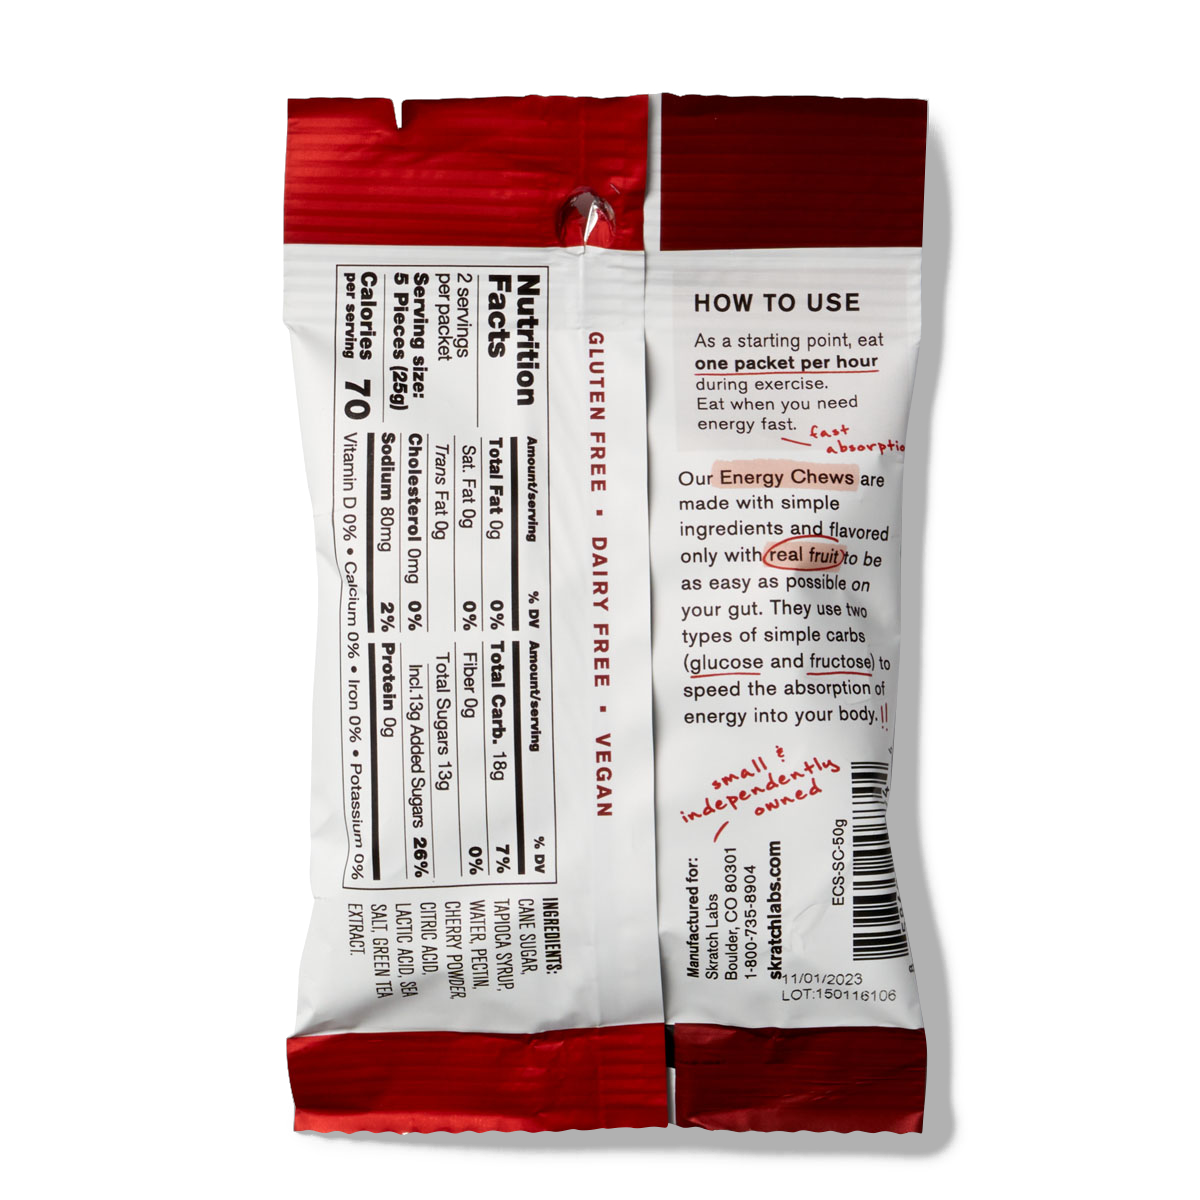 Nutrition
Facts
2 servings
per packet
Serving size:
5 Pieces (25g)
Calories
per serving
70
Amount/serving % DV
Total Fat 0g 0%
Sat. Fat 0g 0%
Trans Fat 0g
Cholesterol 0mg 0%
Sodium 80mg 2%
Amount/serving % DV
Total Carb. 18g 7%
Fiber 0g 0%
Total Sugars 13g
Incl.13g Added Sugars 26%
Protein 0g
Vitamin D 0% • Calcium 0% • Iron 0% • Potassium 0%
INGREDIENTS:
CANE SUGAR,
TAPIOCA SYRUP,
WATER, PECTIN,
CHERRY POWDER,
CITRIC ACID,
LACTIC ACID, SEA
SALT, GREEN TEA
EXTRACT.
GLUTEN FREE ▪ DAIRY FREE ▪ VEGAN
HOW TO USE
As a starting point, eat
one packet per hour
during exercise.
Eat when you need
energy fast.
fast
absorptio
Our Energy Chews are
made with simple
ingredients and flavored
only with real fruit to be
as easy as possible on
your gut. They use two
types of simple carbs
(glucose and fructose) to
speed the absorption of
energy into your body.!!
small &
independently
owned
Manufactured for:
Skratch Labs
Boulder, CO 80301
1-800-735-8904
skratchlabs.com
ECS-SC-50g
11/01/2023
LOT:150116106